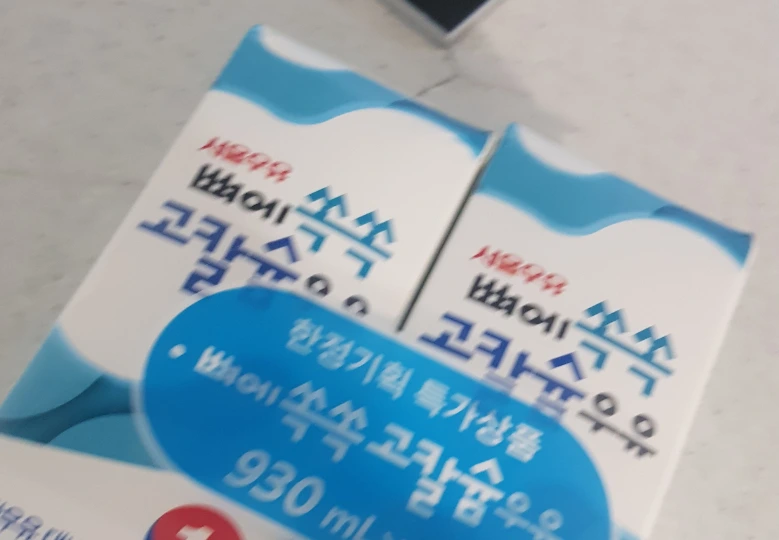 서울우유
뼈에 쏙쏙
고칼슘우유
서울우유
뼈에 쏙쏙
고칼슘우유
한정기획 특가상품
• 뼈에 쏙쏙 고칼슘우유
930 ml